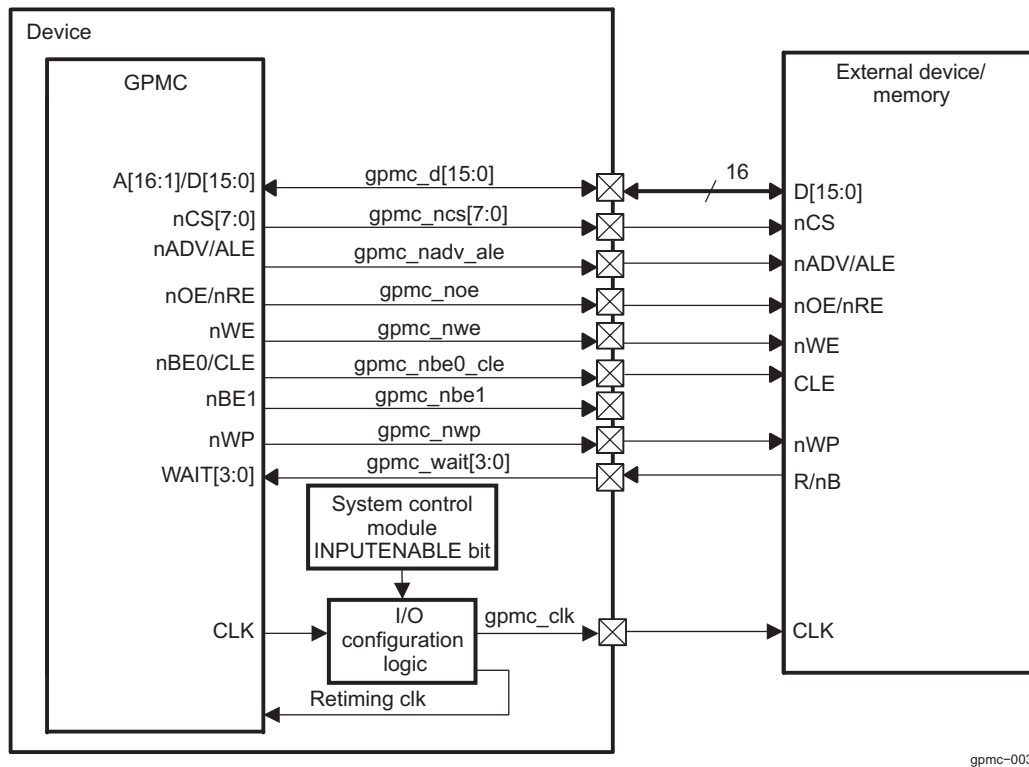 Device
GPMC
External device/
memory
A[16:1]/D[15:0]
gpmc_d[15:0]
16
D[15:0]
nCS[7:0]
gpmc_ncs[7:0]
nCS
nADV/ALE
gpmc_nadv_ale
nADV/ALE
nOE/nRE
gpmc_noe
nOE/nRE
nWE
gpmc_nwe
nWE
nBE0/CLE
gpmc_nbe0_cle
CLE
nBE1
gpmc_nbe1
nWP
gpmc_nwp
nWP
WAIT[3:0]
gpmc_wait[3:0]
R/nB
System control
module
INPUTENABLE bit
CLK
I/O
configuration
logic
gpmc_clk
CLK
Retiming clk
gpmc−003